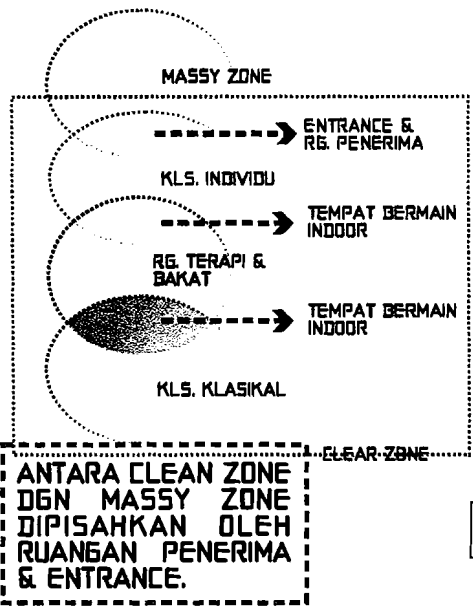 MASSY ZONE
ENTRANCE &
RG. PENERIMA
KLS. INDIVIDU
TEMPAT BERMAIN
INDOOR
RG. TERAPI &
BAKAT
TEMPAT BERMAIN
INDOOR
KLS. KLASIKAL
CLEAR ZONE
ANTARA CLEAN ZONE
DGN MASSY ZONE
DIPISAHKAN OLEH
RUANGAN PENERIMA
& ENTRANCE.